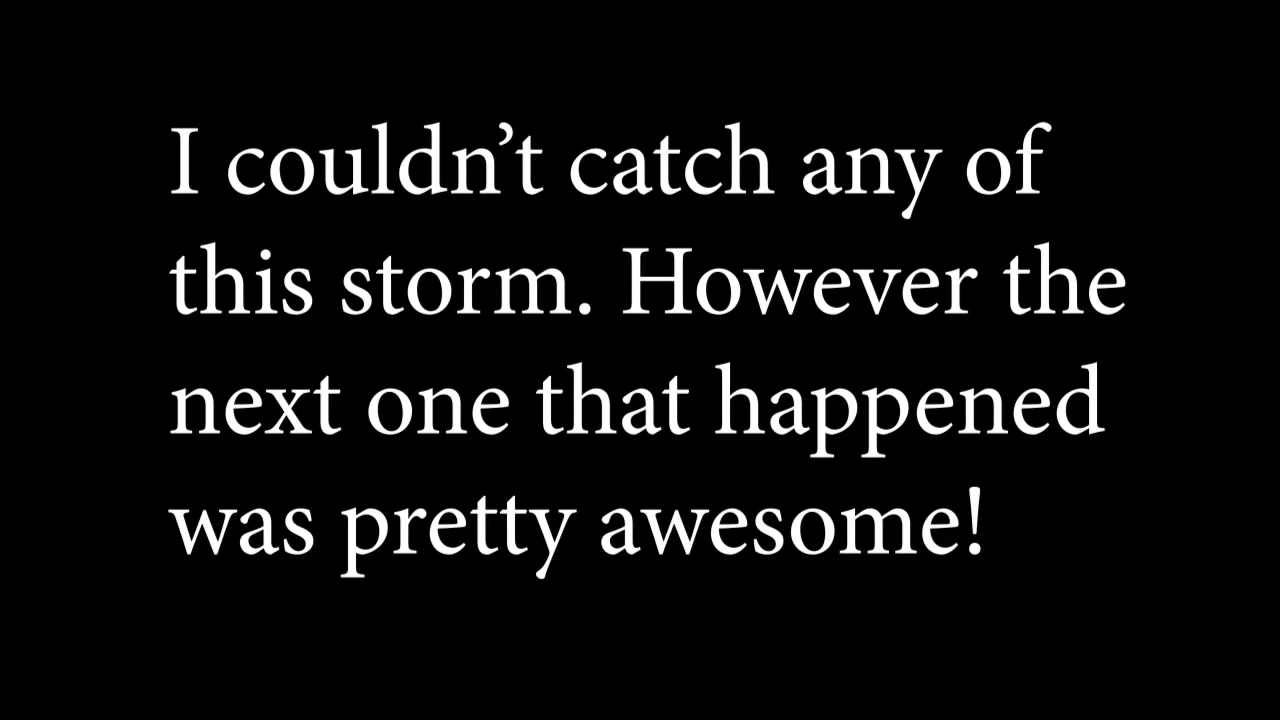 I couldn’t catch any of
this storm. However the
next one that happened
was pretty awesome!